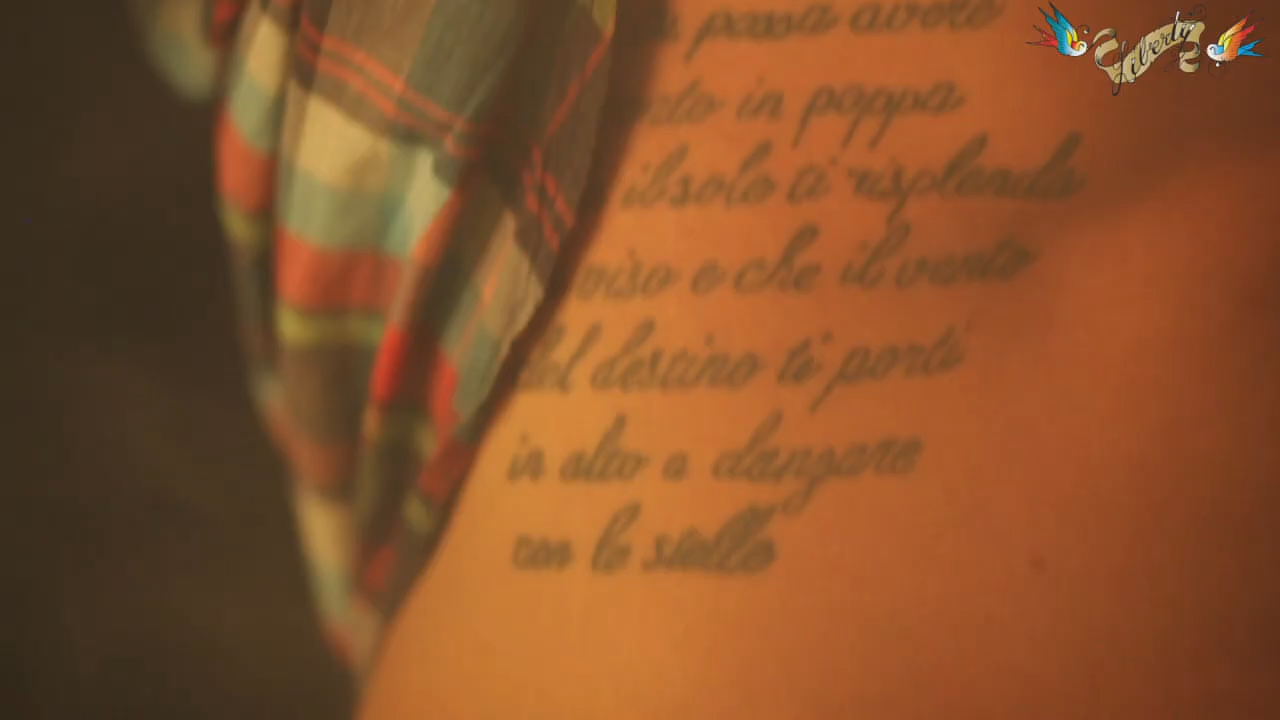 possa avere
in poppa
il sole ti risplenda
viso e che il vento
del destino ti porti
in alto a danzare
con le stelle
Liberty